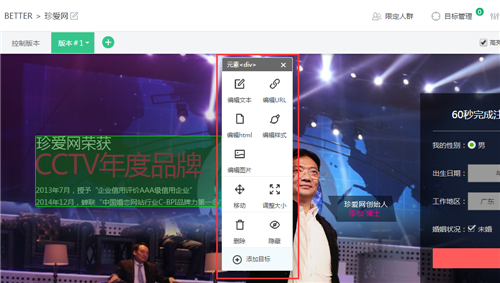 BETTER > 珍爱网
限定人群
目标管理
0
控制版本
版本 # 1
元素<div>
编辑文本
编辑URL
编辑html
编辑样式
编辑图片
移动
调整大小
删除
隐藏
添加目标
珍爱网荣获
CCTV年度品牌
2013年7月，授予“企业信用评价AAA级信用企业”
2014年12月，蝉联“中国婚恋网站行业C-BPI品牌力第一名
珍爱网创始人
60秒完成注
我的性别：
男
出生日期：
工作地区：
广东
婚姻状况：
未婚